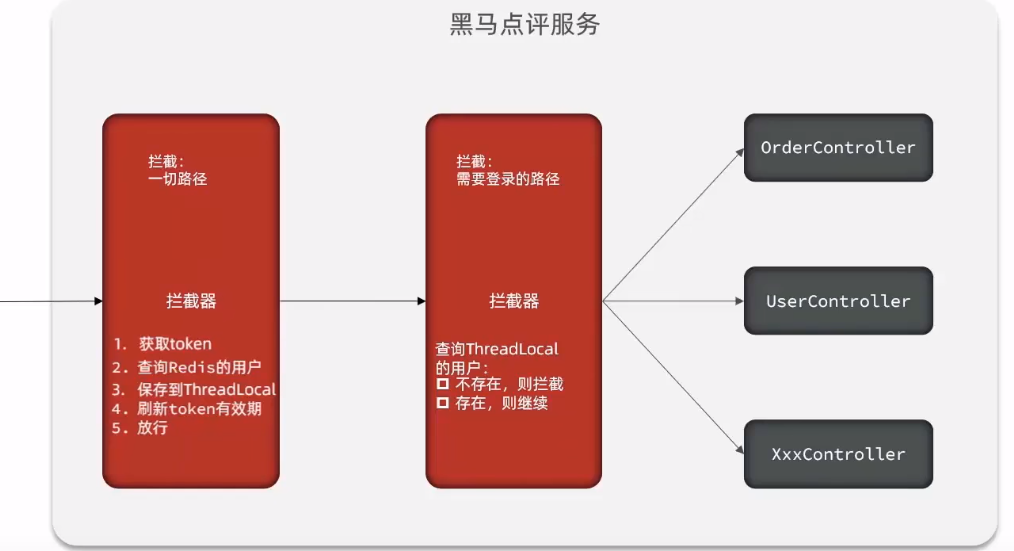 黑马点评服务
拦截：
一切路径
拦截器
1. 获取token
2. 查询Redis的用户
3. 保存到ThreadLocal
4. 刷新token有效期
5. 放行
拦截：
需要登录的路径
拦截器
查询ThreadLocal
的用户：
不存在，则拦截
存在，则继续
OrderController
UserController
XxxController